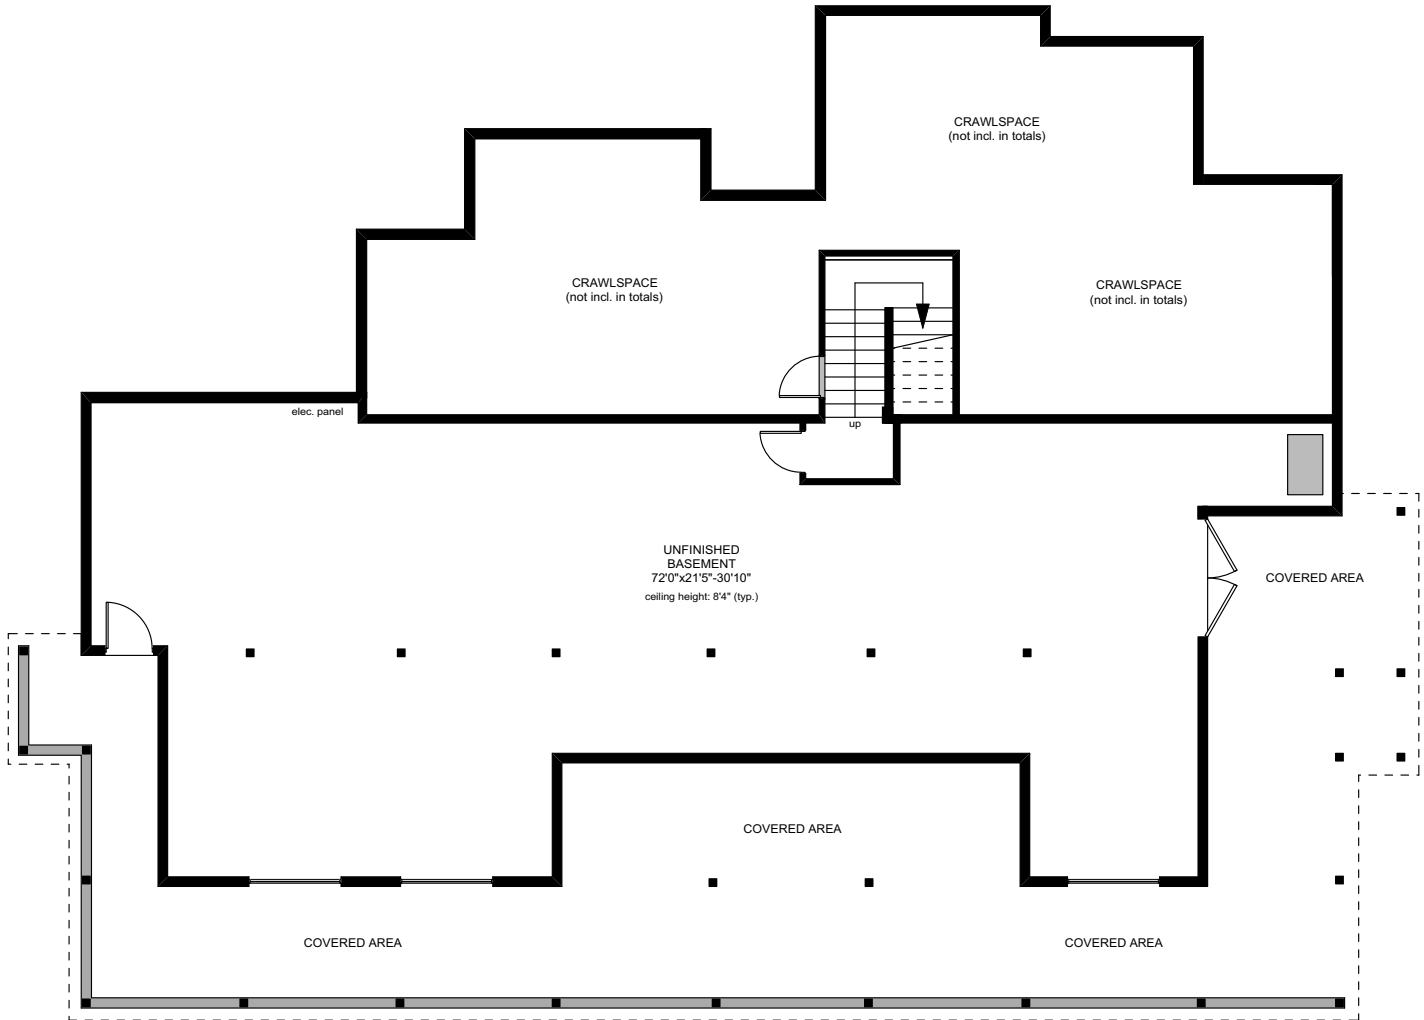 CRAWLSPACE
(not incl. in totals)
CRAWLSPACE
(not incl. in totals)
CRAWLSPACE
(not incl. in totals)
elec. panel
up
UNFINISHED
BASEMENT
72'0"x21'5"-30'10"
ceiling height: 8'4" (typ.)
COVERED AREA
COVERED AREA
COVERED AREA
COVERED AREA